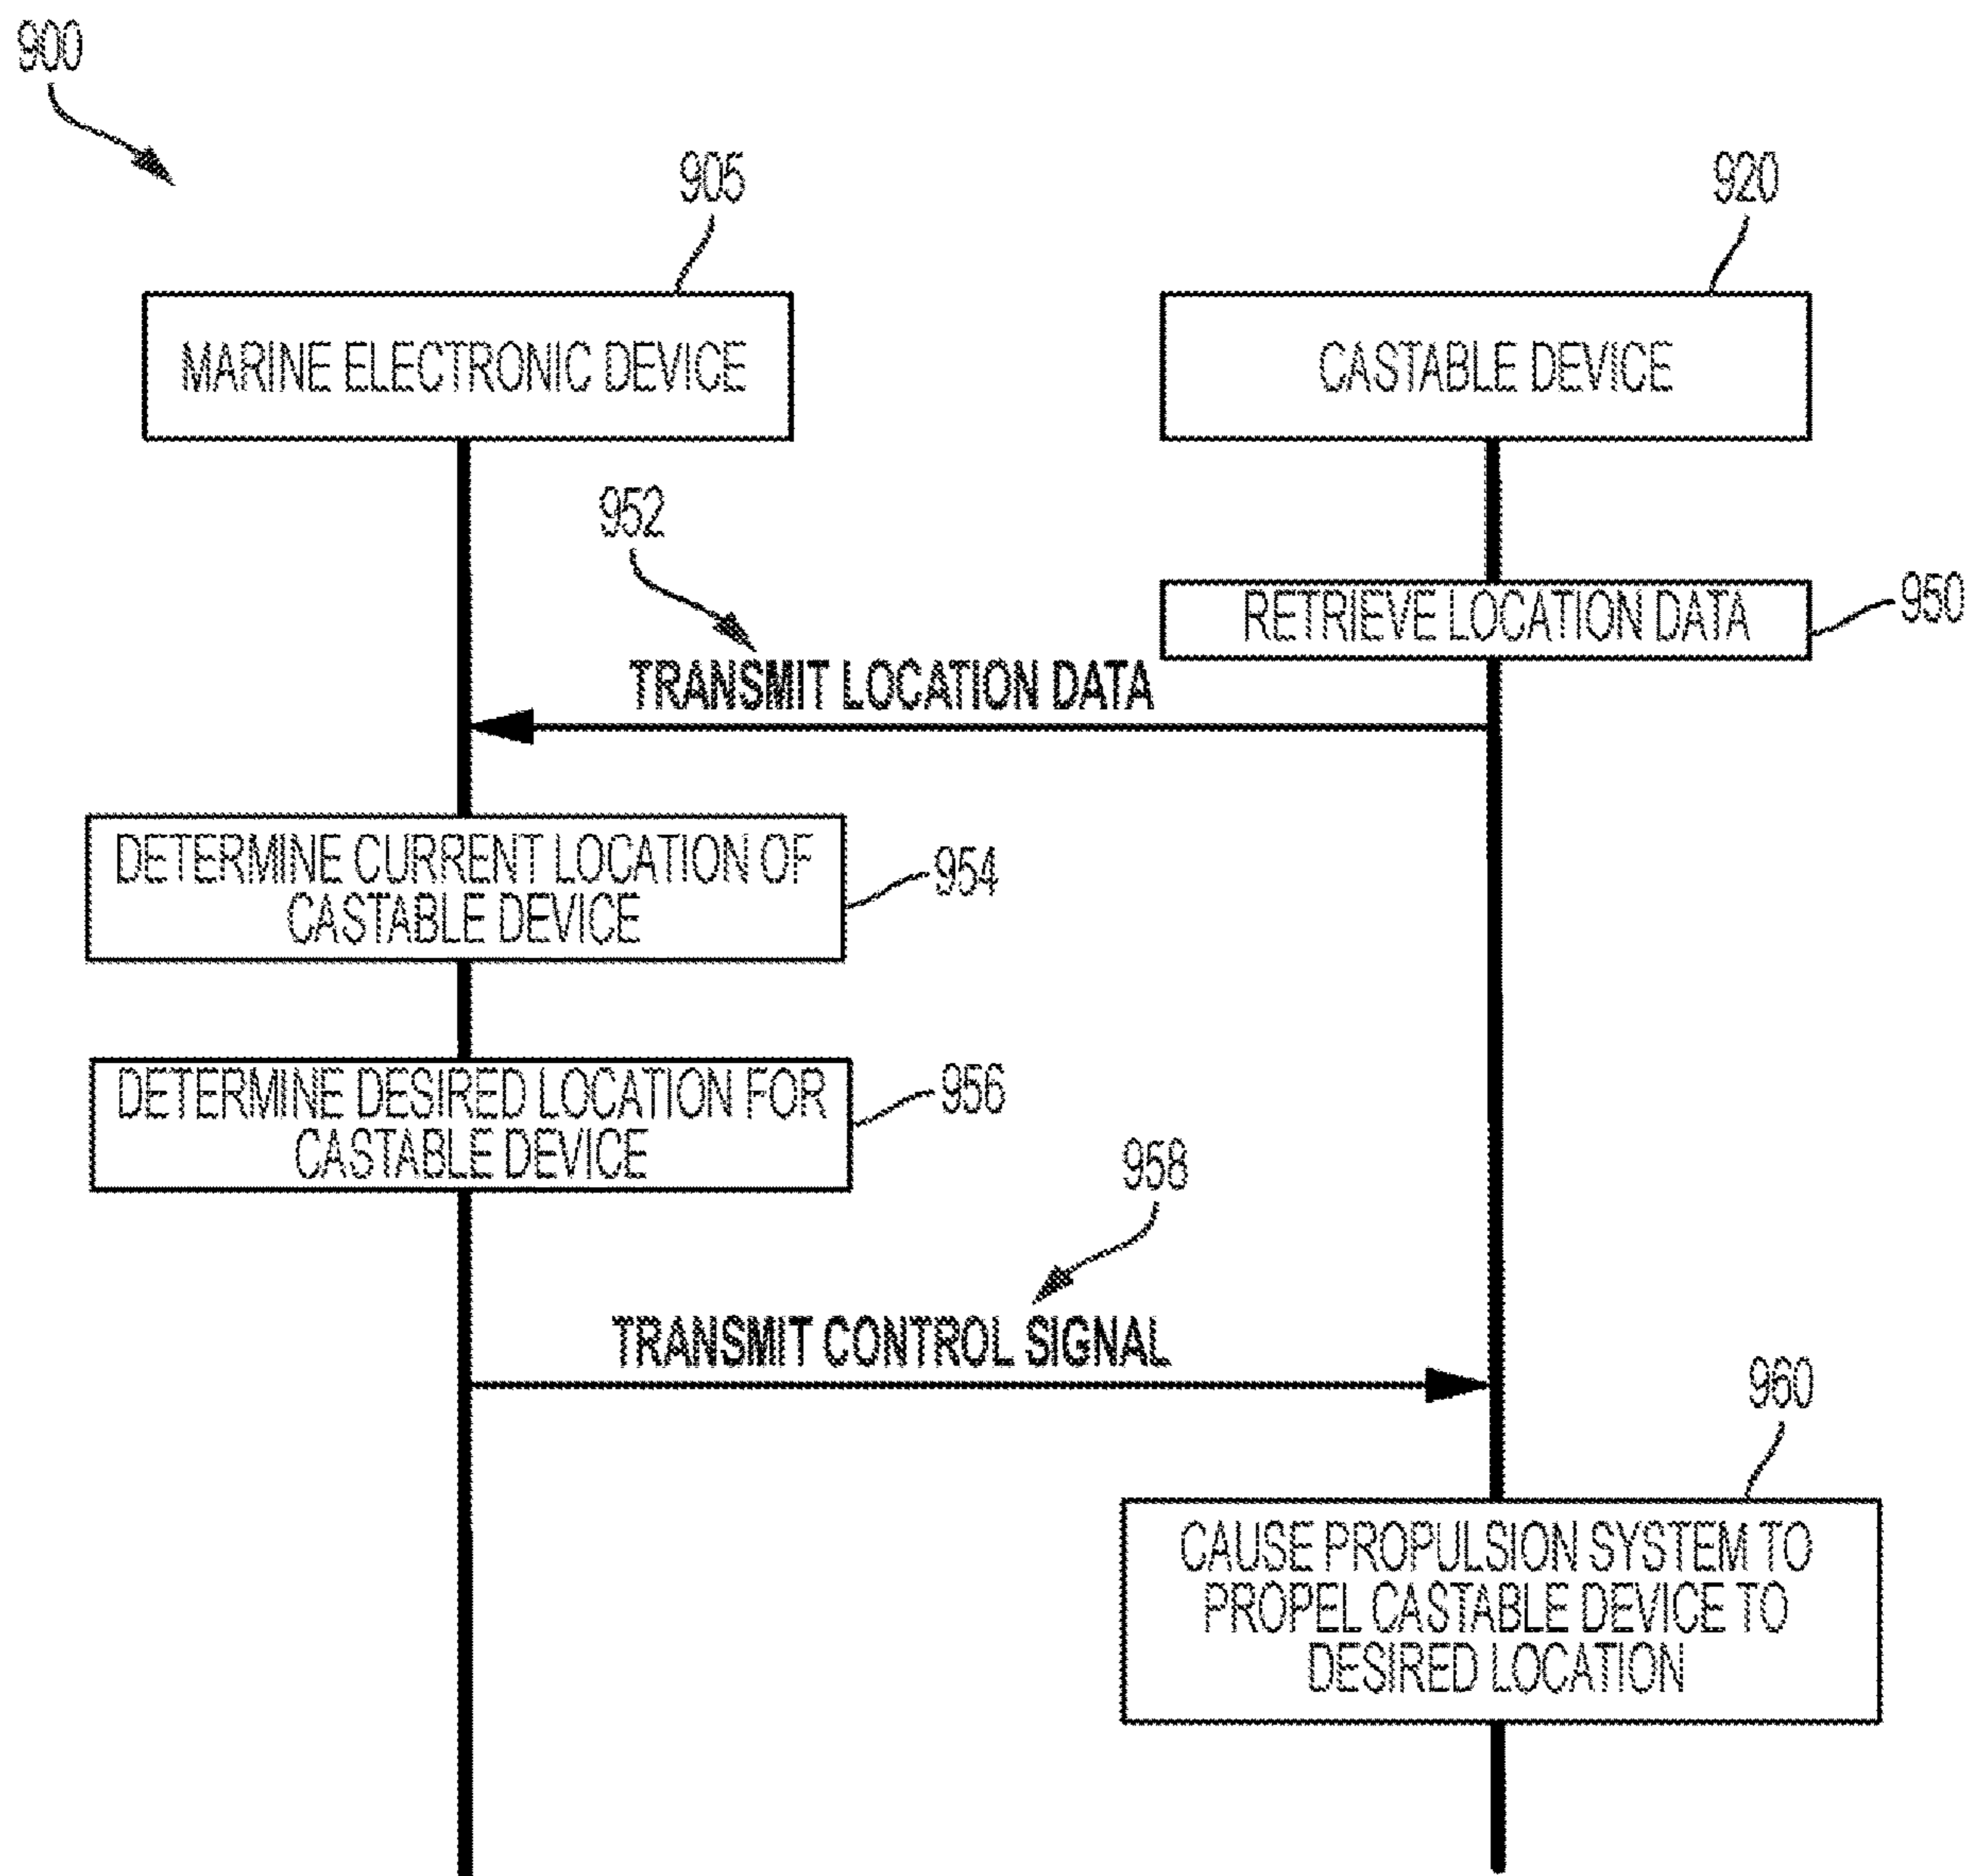 900
905
920
MARINE ELECTRONIC DEVICE
CASTABLE DEVICE
952
RETRIEVE LOCATION DATA
950
TRANSMIT LOCATION DATA
DETERMINE CURRENT LOCATION OF
CASTABLE DEVICE
954
DETERMINE DESIRED LOCATION FOR
CASTABLE DEVICE
956
958
TRANSMIT CONTROL SIGNAL
960
CAUSE PROPULSION SYSTEM TO
PROPEL CASTABLE DEVICE TO
DESIRED LOCATION